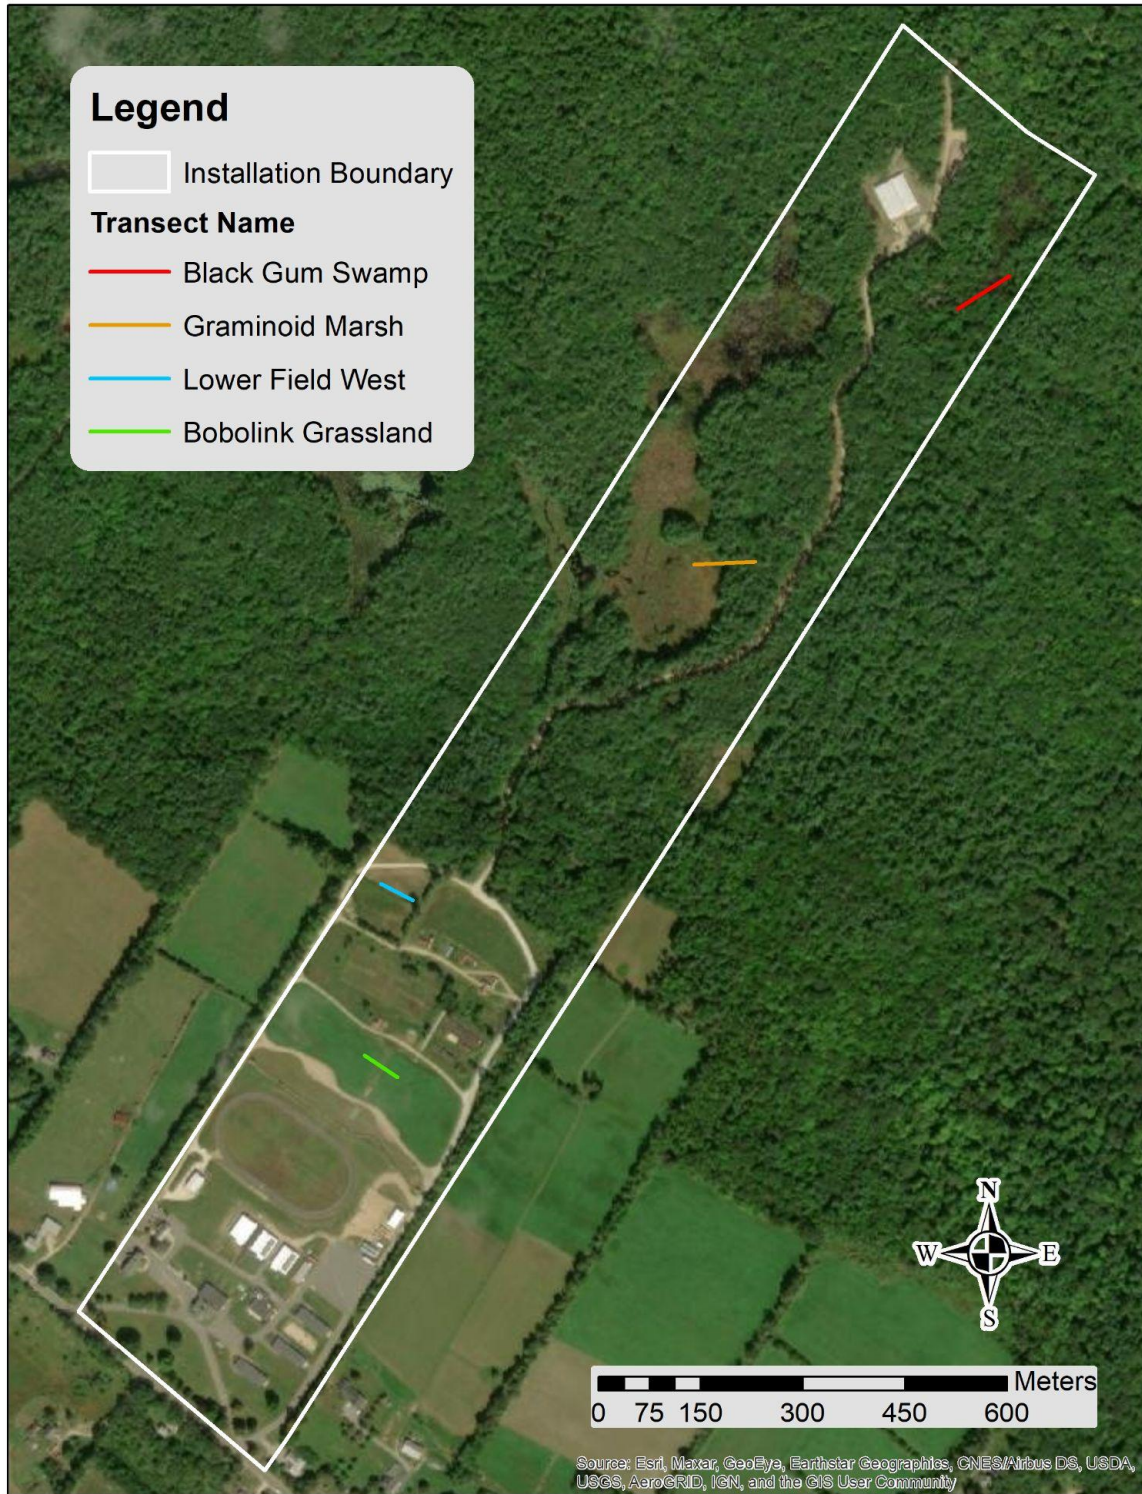 Legend
Installation Boundary
Transect Name
Black Gum Swamp
Graminoid Marsh
Lower Field West
Bobolink Grassland
N
W E
S
Meters
0 75 150 300 450 600
Source: Esri, Maxar, GeoEye, Earthstar Geographics, CNES/Airbus DS, USDA,
USGS, AeroGRID, IGN, and the GIS User Community